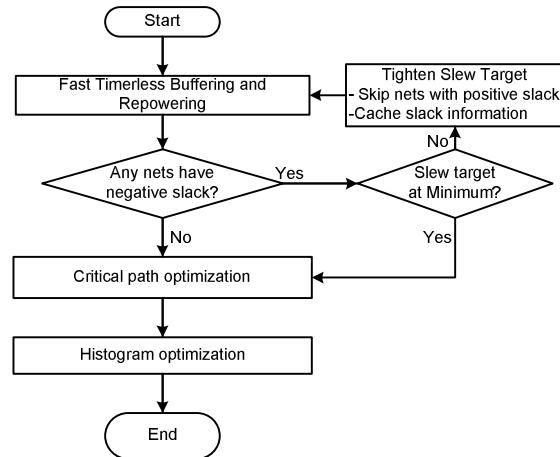 Start
Fast Timerless Buffering and
Repowering
Tighten Slew Target
- Skip nets with positive slack
-Cache slack information
Any nets have
negative slack?
Yes
No
Slew target
at Minimum?
No
Yes
Critical path optimization
Histogram optimization
End